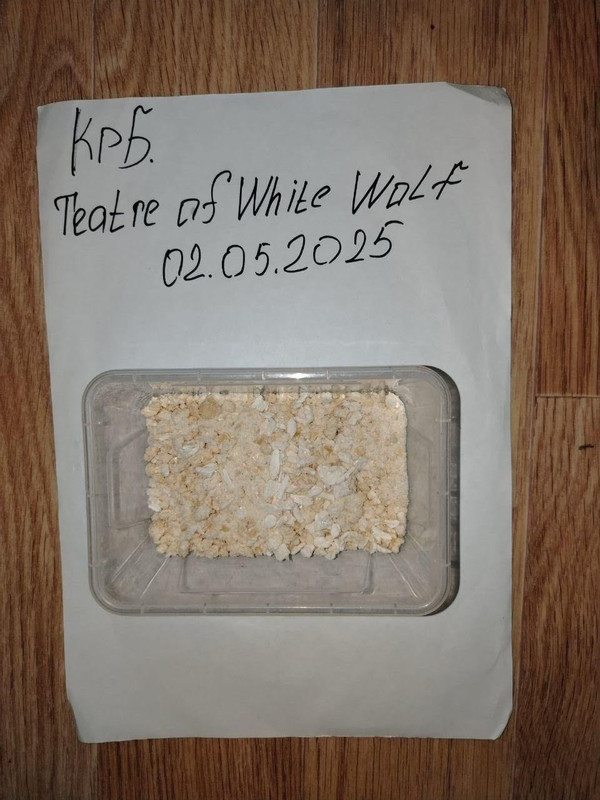 Крб.
Teatre of White Wolf
02.05.2025